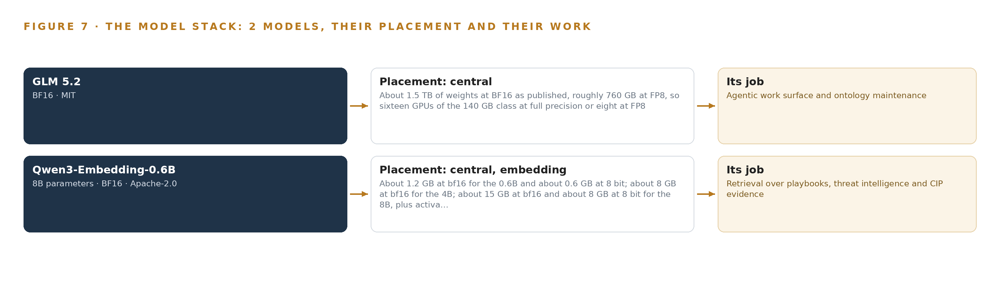 FIGURE 7 · THE MODEL STACK: 2 MODELS, THEIR PLACEMENT AND THEIR WORK
GLM 5.2
BF16 · MIT
Placement: central
About 1.5 TB of weights at BF16 as published, roughly 760 GB at FP8, so
sixteen GPUs of the 140 GB class at full precision or eight at FP8
Its job
Agentic work surface and ontology maintenance
Qwen3-Embedding-0.6B
8B parameters · BF16 · Apache-2.0
Placement: central, embedding
About 1.2 GB at bf16 for the 0.6B and about 0.6 GB at 8 bit; about 8 GB
at bf16 for the 4B; about 15 GB at bf16 and about 8 GB at 8 bit for the
8B, plus activa…
Its job
Retrieval over playbooks, threat intelligence and CIP
evidence